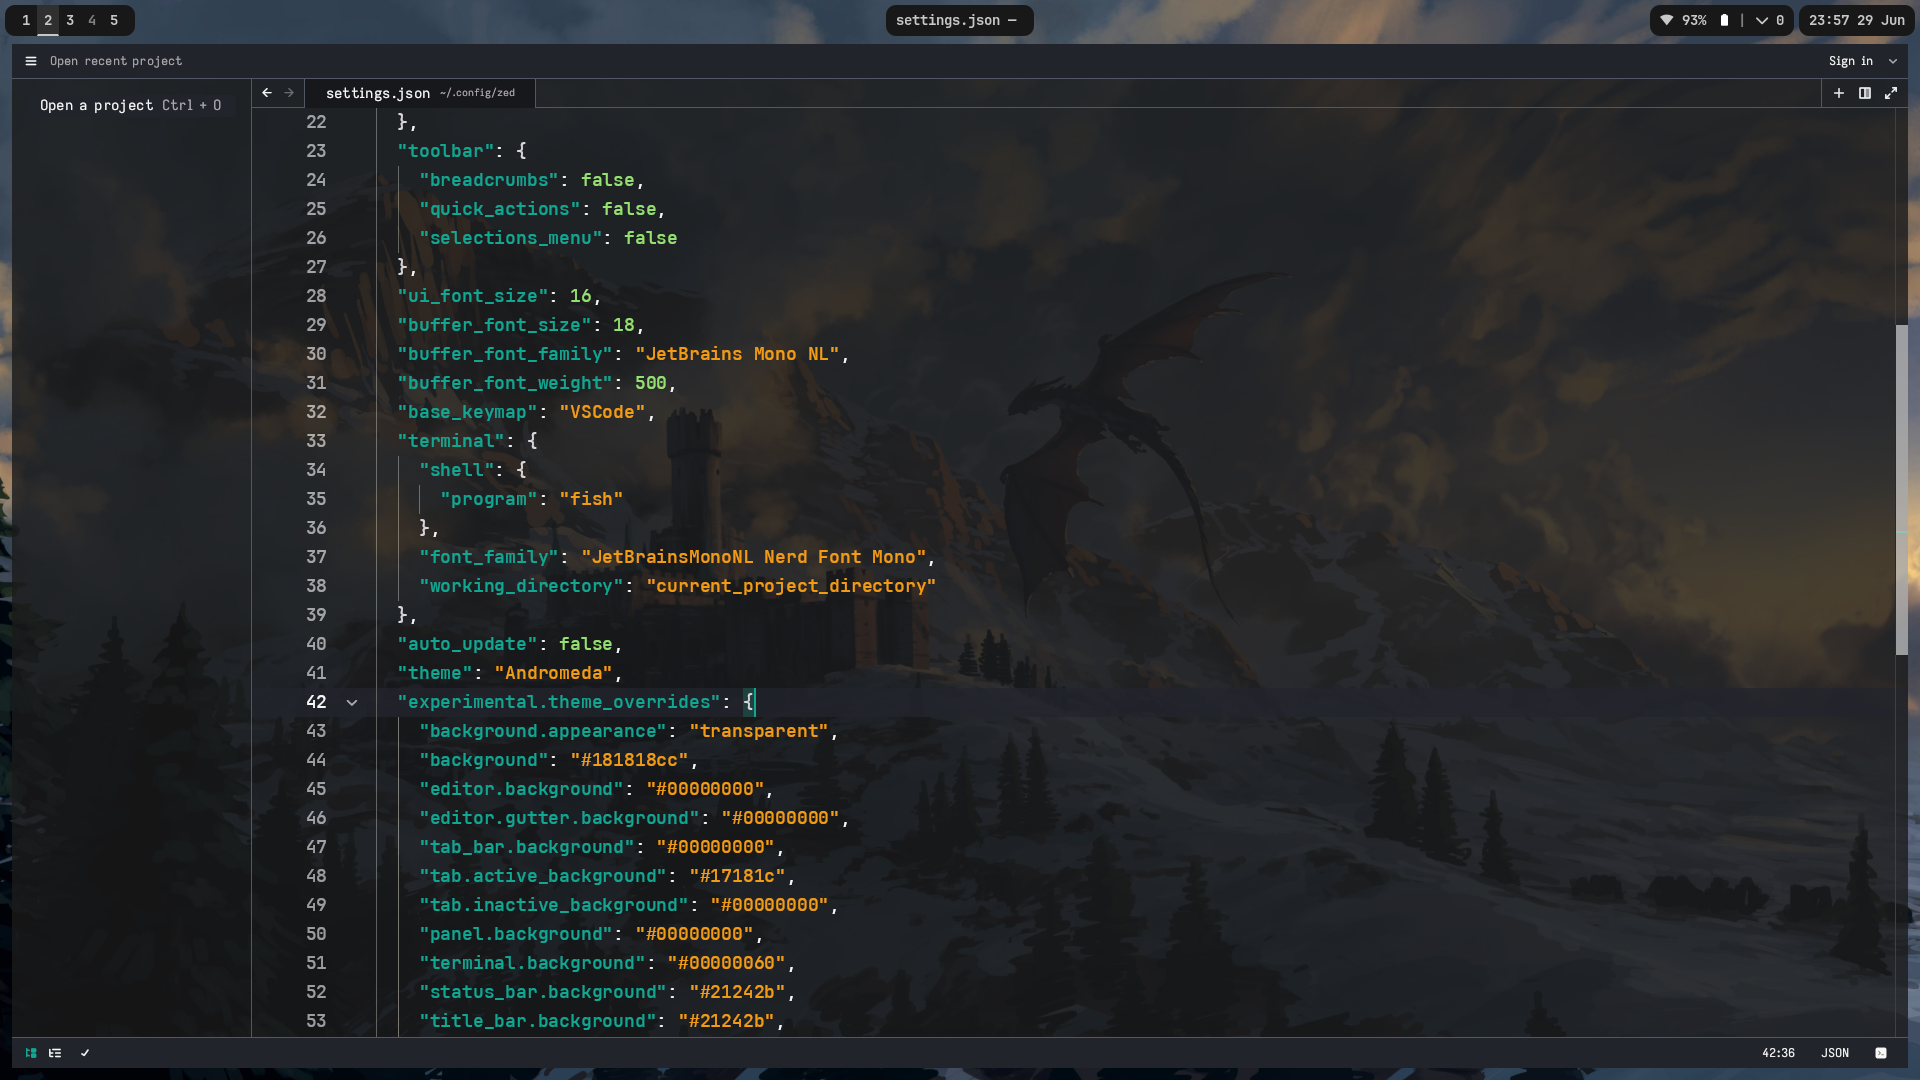 1 2 3 4 5
settings.json —
93% | 0
23:57 29 Jun
Open recent project
Sign in
Open a project Ctrl + O
settings.json ~/.config/zed
22 },
23 "toolbar": {
24 "breadcrumbs": false,
25 "quick_actions": false,
26 "selections_menu": false
27 },
28 "ui_font_size": 16,
29 "buffer_font_size": 18,
30 "buffer_font_family": "JetBrains Mono NL",
31 "buffer_font_weight": 500,
32 "base_keymap": "VSCode",
33 "terminal": {
34 "shell": {
35 "program": "fish"
36 },
37 "font_family": "JetBrainsMonoNL Nerd Font Mono",
38 "working_directory": "current_project_directory"
39 },
40 "auto_update": false,
41 "theme": "Andromeda",
42 "experimental.theme_overrides": {
43 "background.appearance": "transparent",
44 "background": "#181818cc",
45 "editor.background": "#00000000",
46 "editor.gutter.background": "#00000000",
47 "tab_bar.background": "#00000000",
48 "tab.active_background": "#17181c",
49 "tab.inactive_background": "#00000000",
50 "panel.background": "#00000000",
51 "terminal.background": "#00000060",
52 "status_bar.background": "#21242b",
53 "title_bar.background": "#21242b",
42:36 JSON